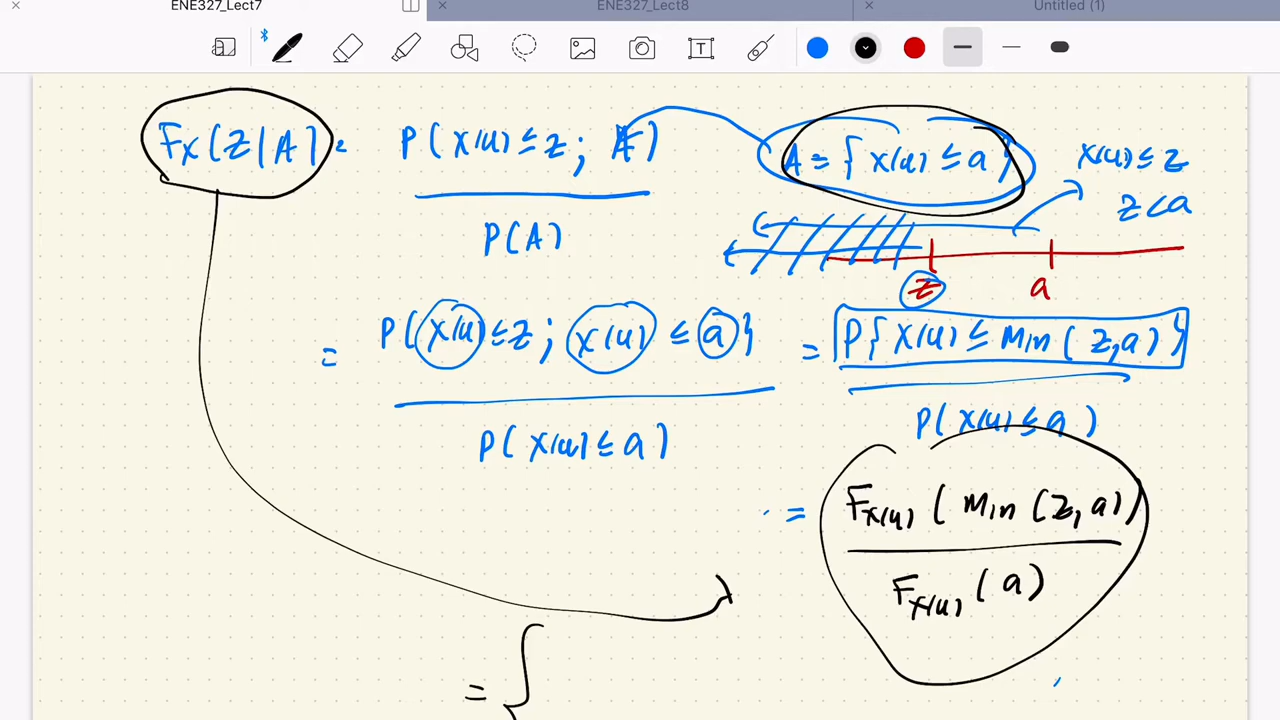 ENE327_Lect7
ENE327_Lect8
Untitled (1)
T
Fx(z|A) = P(x(u) ≤ z; A)
P(A)
A = {x(u) ≤ a}
x(u) ≤ z
z < a
z
a
= P(x(u) ≤ z; x(u) ≤ a}
P(x(u) ≤ a)
= P{x(u) ≤ Min(z,a)}
P(x(u) ≤ a)
= Fx(u)(Min(z,a)
Fx(u)(a)
= {